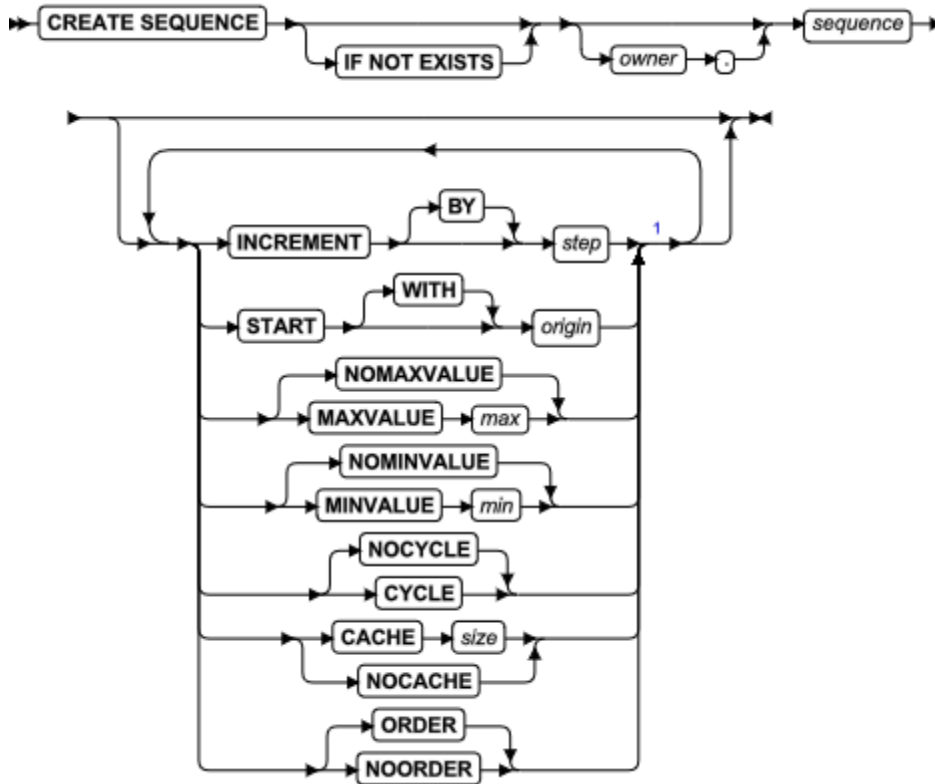 CREATE SEQUENCE IF NOT EXISTS owner . sequence
INCREMENT BY step 1
START WITH origin
NOMAXVALUE
MAXVALUE max
NOMINVALUE
MINVALUE min
NOCYCLE
CYCLE
CACHE size
NOCACHE
ORDER
NOORDER